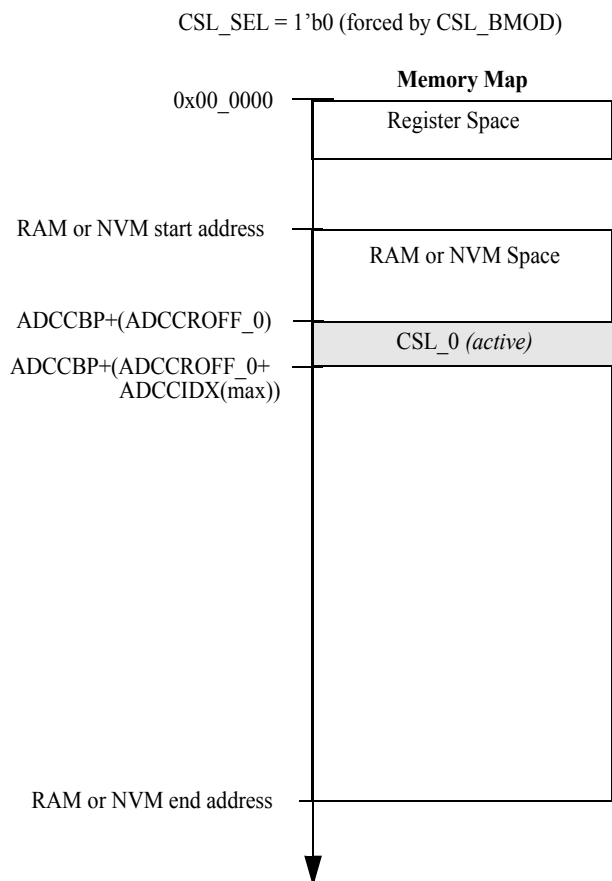 CSL_SEL = 1’b0 (forced by CSL_BMOD)
Memory Map
0x00_0000
Register Space
RAM or NVM start address
RAM or NVM Space
ADCCBP+(ADCCROFF_0)
CSL_0 (active)
ADCCBP+(ADCCROFF_0+
ADCCIDX(max))
RAM or NVM end address